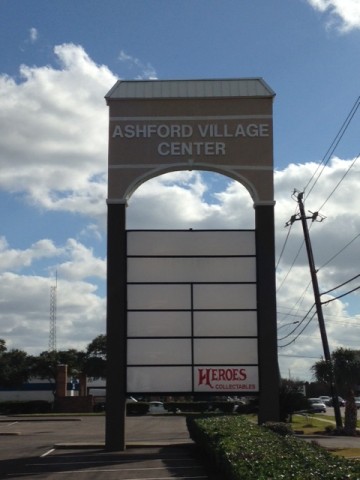 ASHFORD VILLAGE
CENTER
HEROES
COLLECTABLES